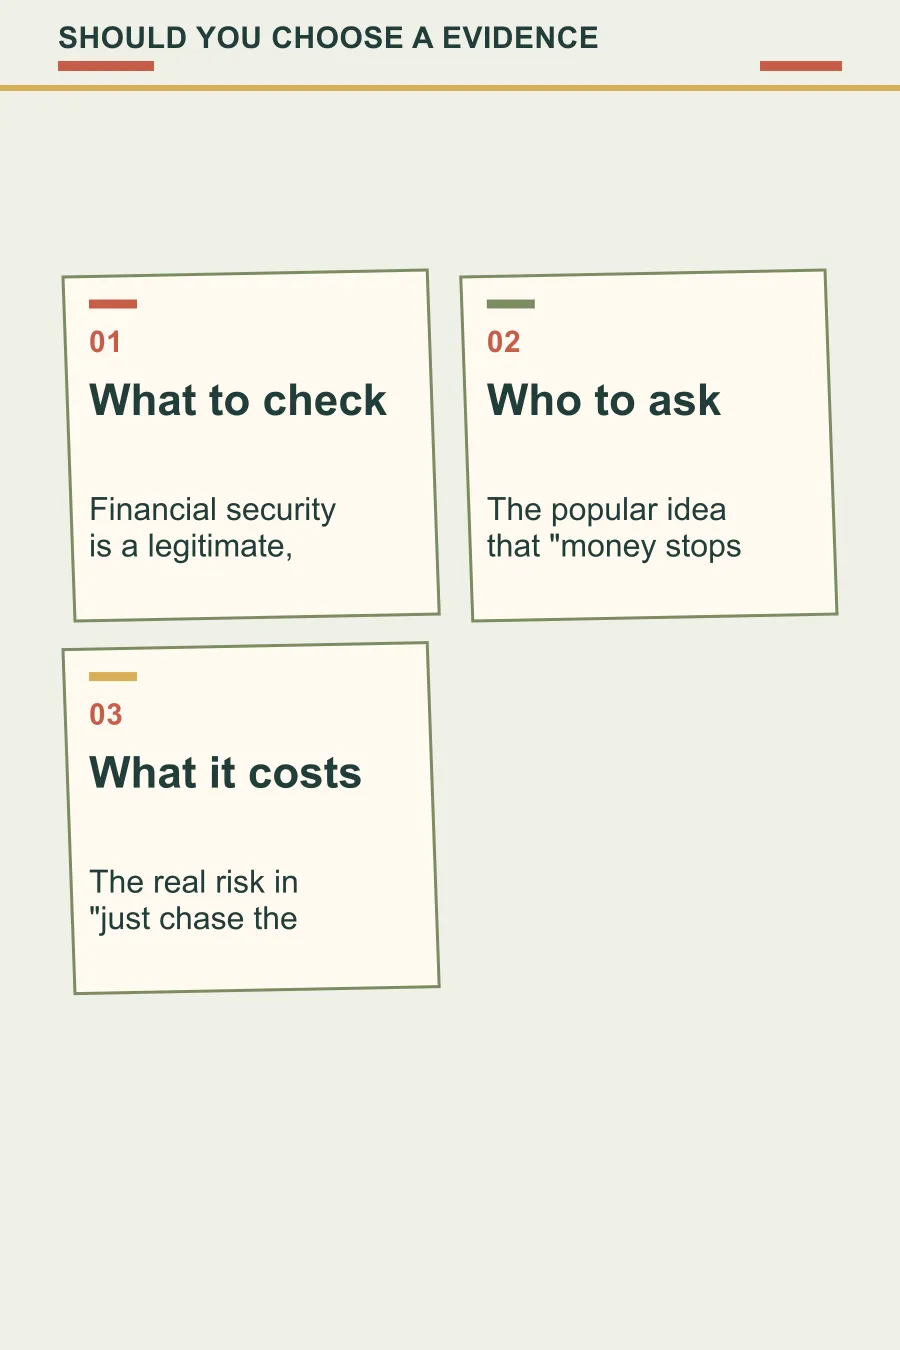 SHOULD YOU CHOOSE A EVIDENCE
01
What to check
Financial security
is a legitimate,
02
Who to ask
The popular idea
that "money stops
03
What it costs
The real risk in
"just chase the